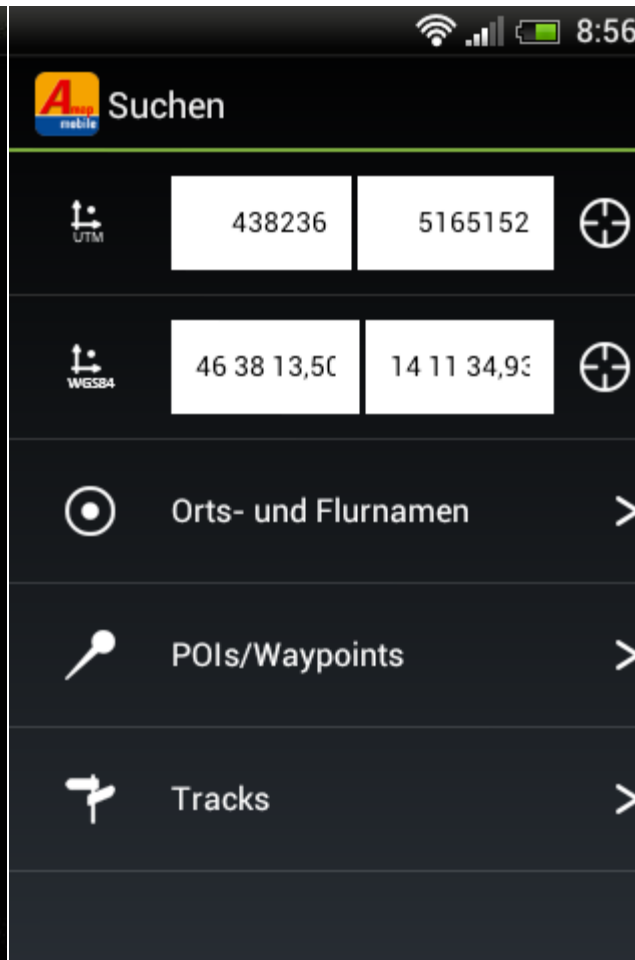 8:56
Amap
mobile
Suchen
UTM
438236 5165152
WGS84
46 38 13,50 14 11 34,93
Orts- und Flurnamen
POIs/Waypoints
Tracks